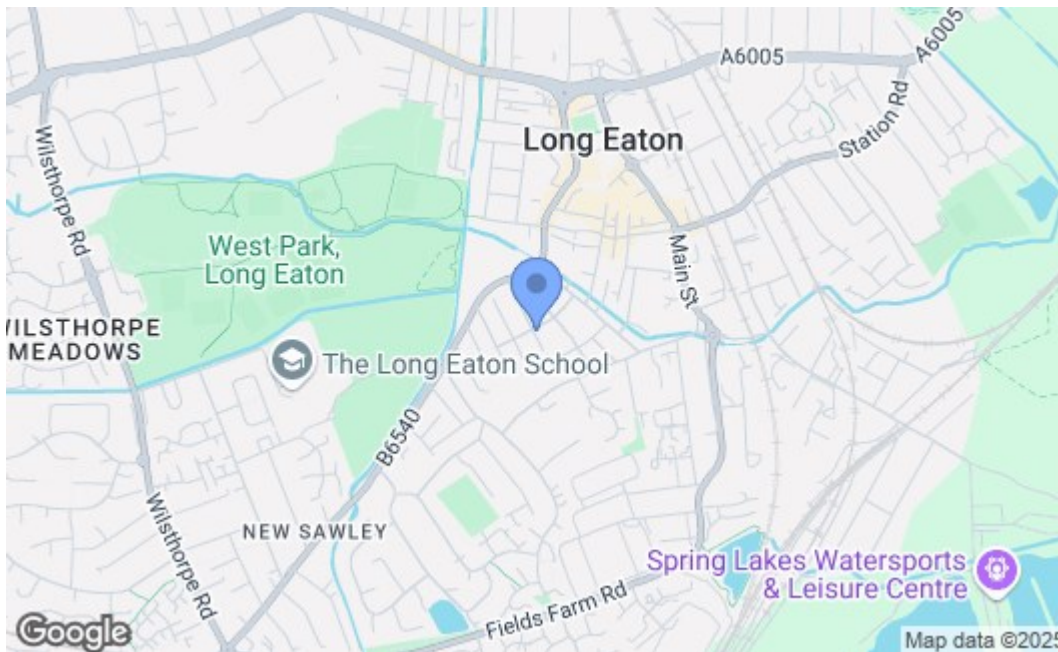 A6005
A6005
Long Eaton
Station Rd
Wilsthorpe Rd
West Park,
Long Eaton
Main St
WILSTHORPE
MEADOWS
The Long Eaton School
B6540
Wilsthorpe Rd
NEW SAWLEY
Spring Lakes Watersports
& Leisure Centre
Fields Farm Rd
Google
Map data ©2025